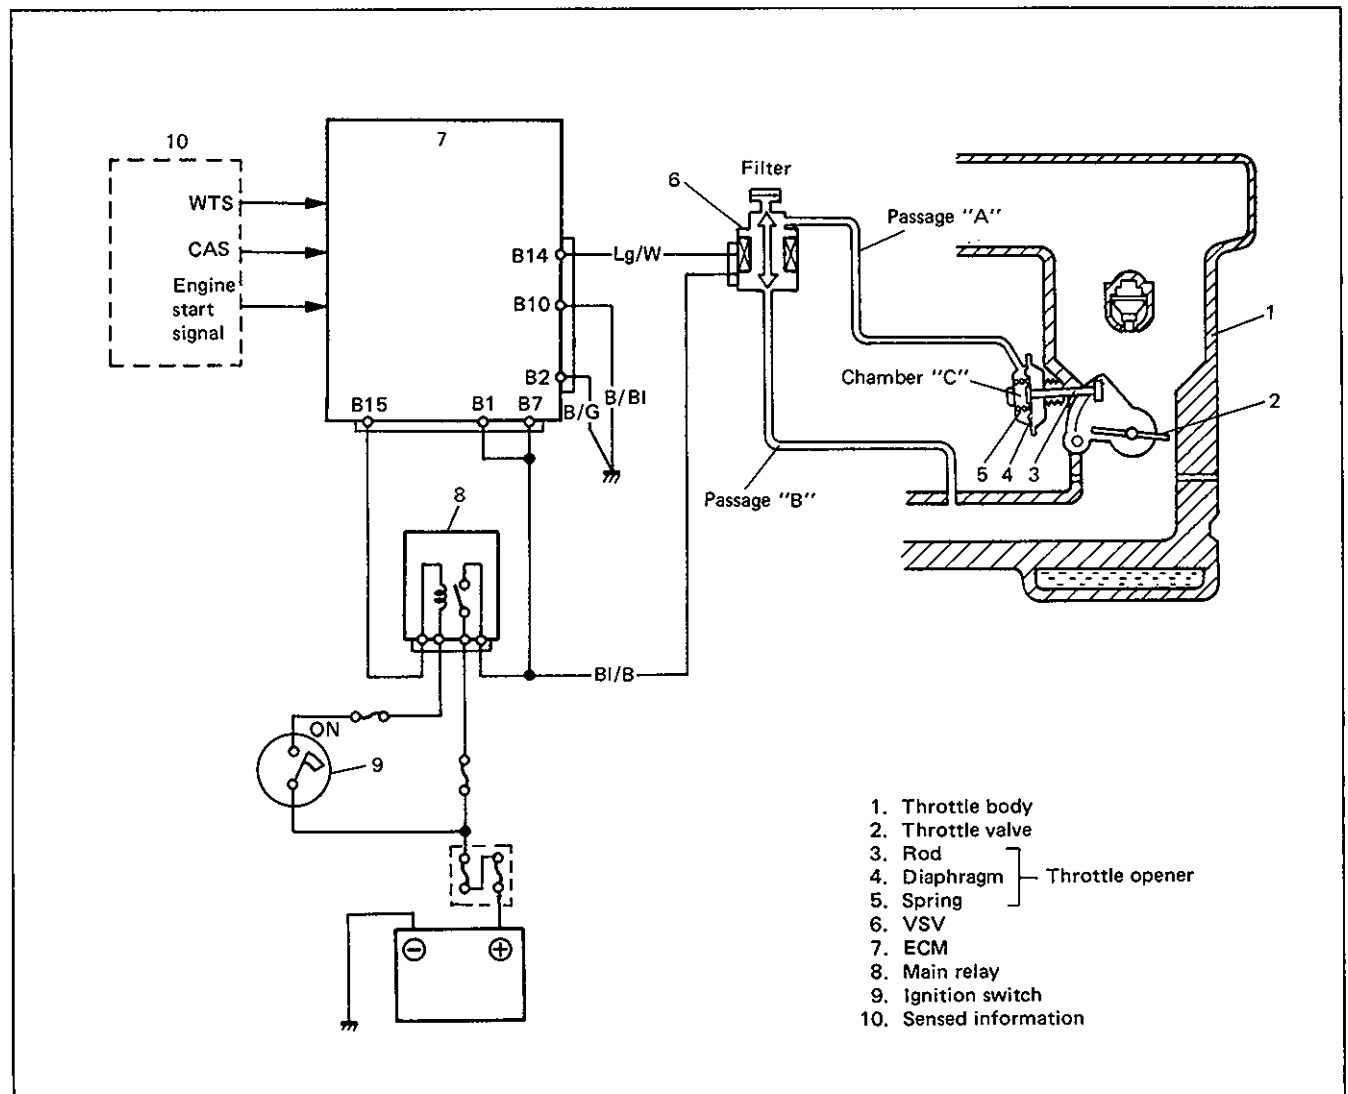 10
7
WTS
CAS
Engine
start
signal
B14
B10
B2
B15
B1
B7
Lg/W
B/G
B/Bl
Bl/B
6
Filter
Passage "A"
Chamber "C"
Passage "B"
5
4
3
1
2
8
ON
9
1. Throttle body
2. Throttle valve
3. Rod
4. Diaphragm
Throttle opener
5. Spring
6. VSV
7. ECM
8. Main relay
9. Ignition switch
10. Sensed information